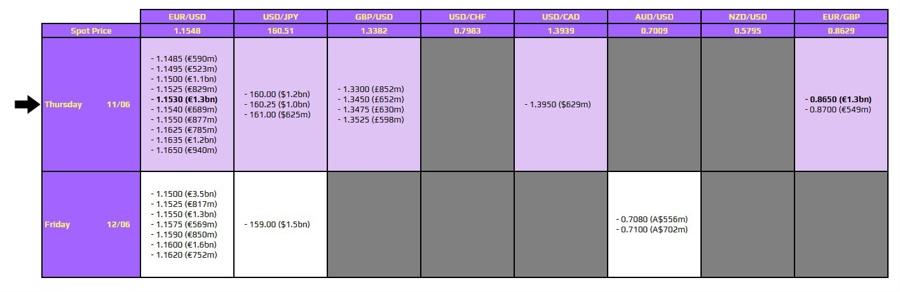 EUR/USD USD/JPY GBP/USD USD/CHF USD/CAD AUD/USD NZD/USD EUR/GBP
Spot Price 1.1548 160.51 1.3382 0.7983 1.3939 0.7009 0.5795 0.8629
Thursday 11/06
- 1.1485 (€590m)
- 1.1495 (€523m)
- 1.1500 (€1.1bn)
- 1.1525 (€829m)
- 1.1530 (€1.3bn)
- 1.1540 (€689m)
- 1.1550 (€877m)
- 1.1625 (€785m)
- 1.1635 (€1.2bn)
- 1.1650 (€940m)
- 160.00 ($1.2bn)
- 160.25 ($1.0bn)
- 161.00 ($625m)
- 1.3300 (£852m)
- 1.3450 (£652m)
- 1.3475 (£630m)
- 1.3525 (£598m)
- 1.3950 ($629m)
- 0.8650 (€1.3bn)
- 0.8700 (€549m)
Friday 12/06
- 1.1500 (€3.5bn)
- 1.1525 (€817m)
- 1.1550 (€1.3bn)
- 1.1575 (€569m)
- 1.1590 (€850m)
- 1.1600 (€1.6bn)
- 1.1620 (€752m)
- 159.00 ($1.5bn)
- 0.7080 (A$556m)
- 0.7100 (A$702m)